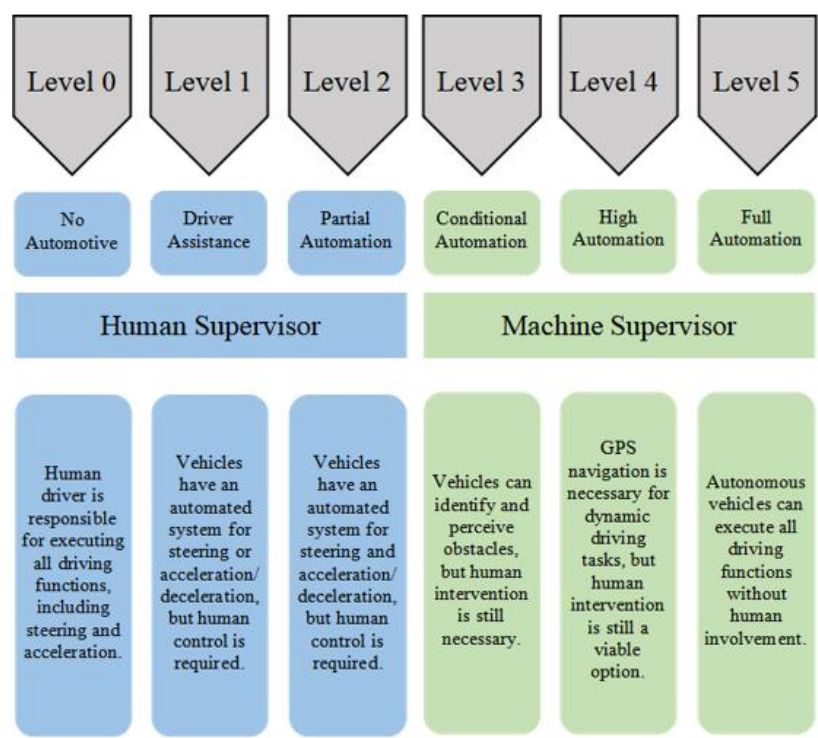 Level 0
Level 1
Level 2
Level 3
Level 4
Level 5
No
Automotive
Driver
Assistance
Partial
Automation
Conditional
Automation
High
Automation
Full
Automation
Human Supervisor
Machine Supervisor
Human
driver is
responsible
for executing
all driving
functions,
including
steering and
acceleration.
Vehicles
have an
automated
system for
steering or
acceleration/
deceleration,
but human
control is
required.
Vehicles
have an
automated
system for
steering and
acceleration/
deceleration,
but human
control is
required.
Vehicles can
identify and
perceive
obstacles,
but human
intervention
is still
necessary.
GPS
navigation is
necessary for
dynamic
driving
tasks, but
human
intervention
is still a
viable
option.
Autonomous
vehicles can
execute all
driving
functions
without
human
involvement.